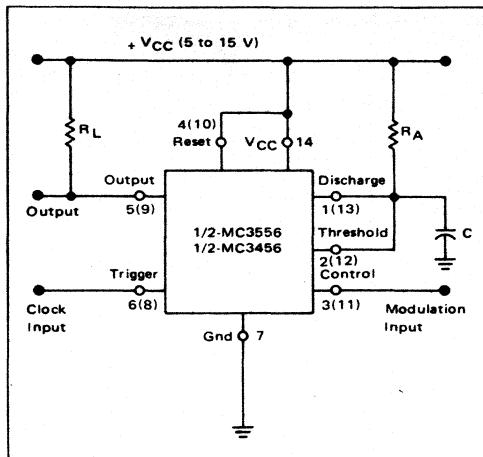 + VCC (5 to 15 V)
RL
4(10)
Reset
VCC
14
RA
Output
5(9)
Output
Discharge
1(13)
1/2-MC3556
1/2-MC3456
Threshold
2(12)
C
Trigger
6(8)
Control
3(11)
Clock
Input
Modulation
Input
Gnd
7